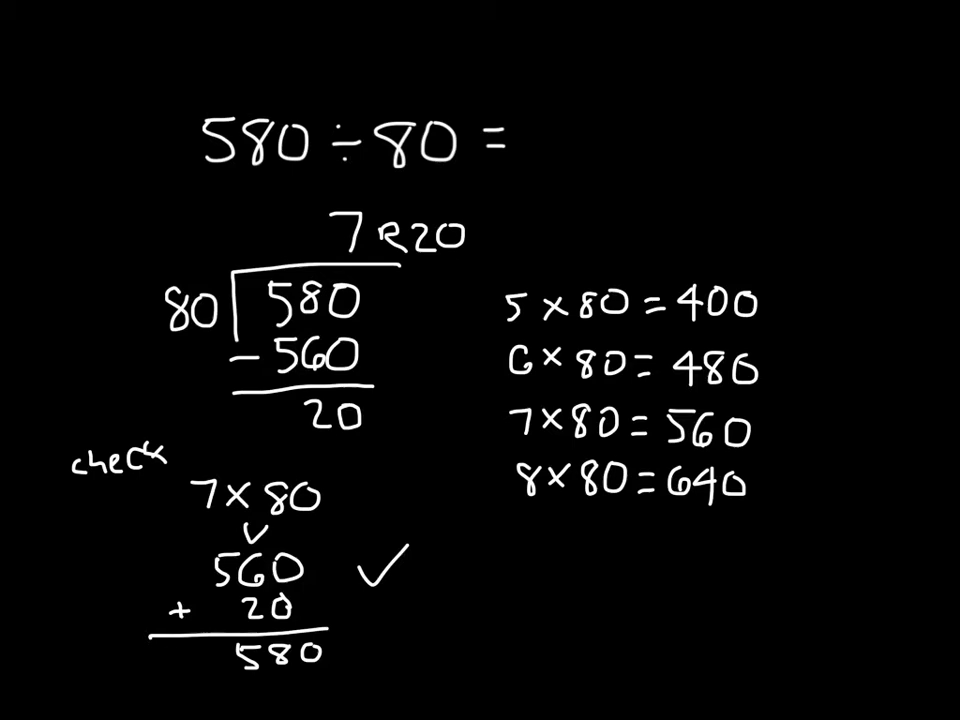 580 ÷ 80 =
7 R20
80 580
- 560
20
check
7 x 80
560
+ 20
580
5 x 80 = 400
6 x 80 = 480
7 x 80 = 560
8 x 80 = 640